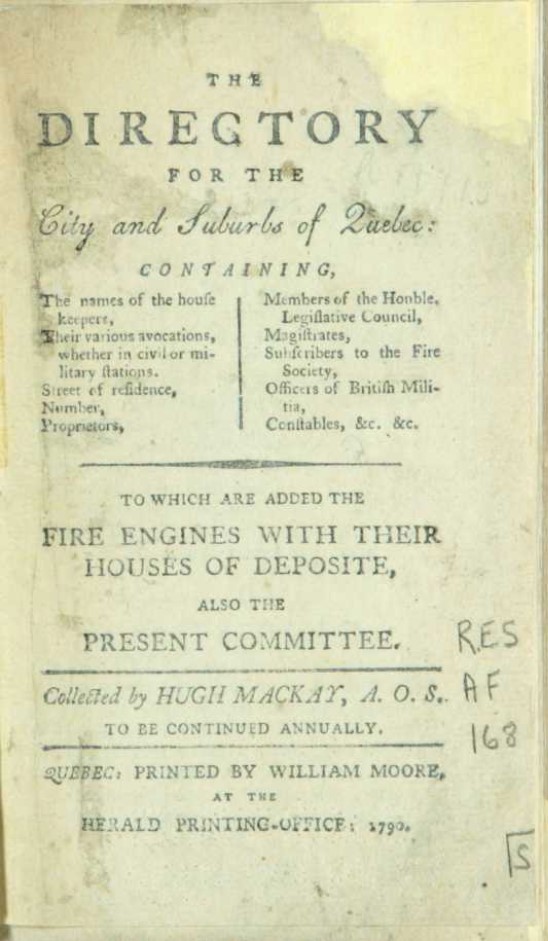 THE
DIRECTORY
FOR THE
City and Suburbs of Quebec:
CONTAINING,
The names of the house
keepers,
Their various avocations,
whether in civil or mi-
litary ſtations.
Street of reſidence,
Number,
Proprietors,
Members of the Honble.
Legiſlative Council,
Magiſtrates,
Subſcribers to the Fire
Society,
Officers of Britiſh Mili-
tia,
Conſtables, &c. &c.
TO WHICH ARE ADDED THE
FIRE ENGINES WITH THEIR
HOUSES OF DEPOSITE,
ALSO THE
PRESENT COMMITTEE.
Collected by HUGH MACKAY, A. O. S.
TO BE CONTINUED ANNUALLY.
QUEBEC: PRINTED BY WILLIAM MOORE,
AT THE
HERALD PRINTING-OFFICE: 1790.
RES
AF
168
S